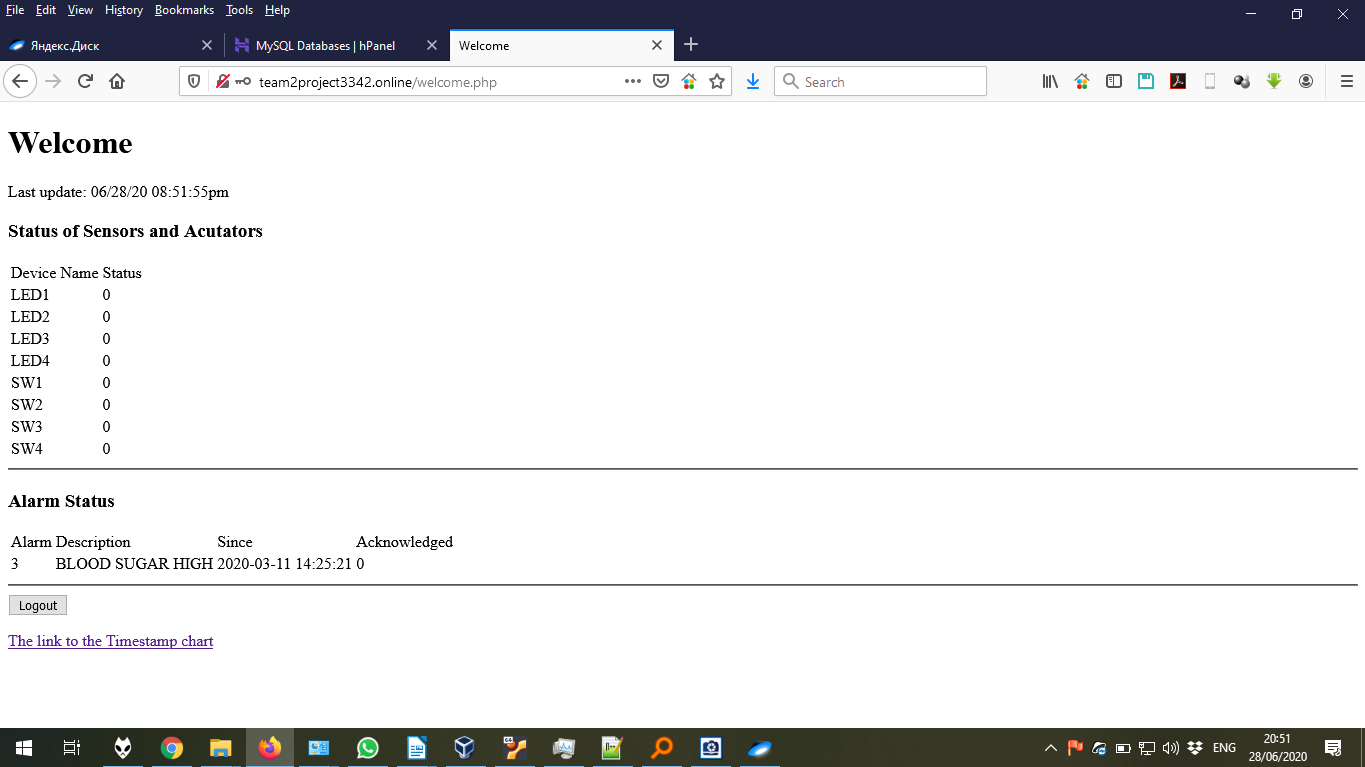 File Edit View History Bookmarks Tools Help
Яндекс.Диск
MySQL Databases | hPanel
Welcome
team2project3342.online/welcome.php
Search
Welcome
Last update: 06/28/20 08:51:55pm
Status of Sensors and Acutators
Device Name Status
LED1 0
LED2 0
LED3 0
LED4 0
SW1 0
SW2 0
SW3 0
SW4 0
Alarm Status
Alarm Description Since Acknowledged
3 BLOOD SUGAR HIGH 2020-03-11 14:25:21 0
Logout
The link to the Timestamp chart
ENG
20:51
28/06/2020